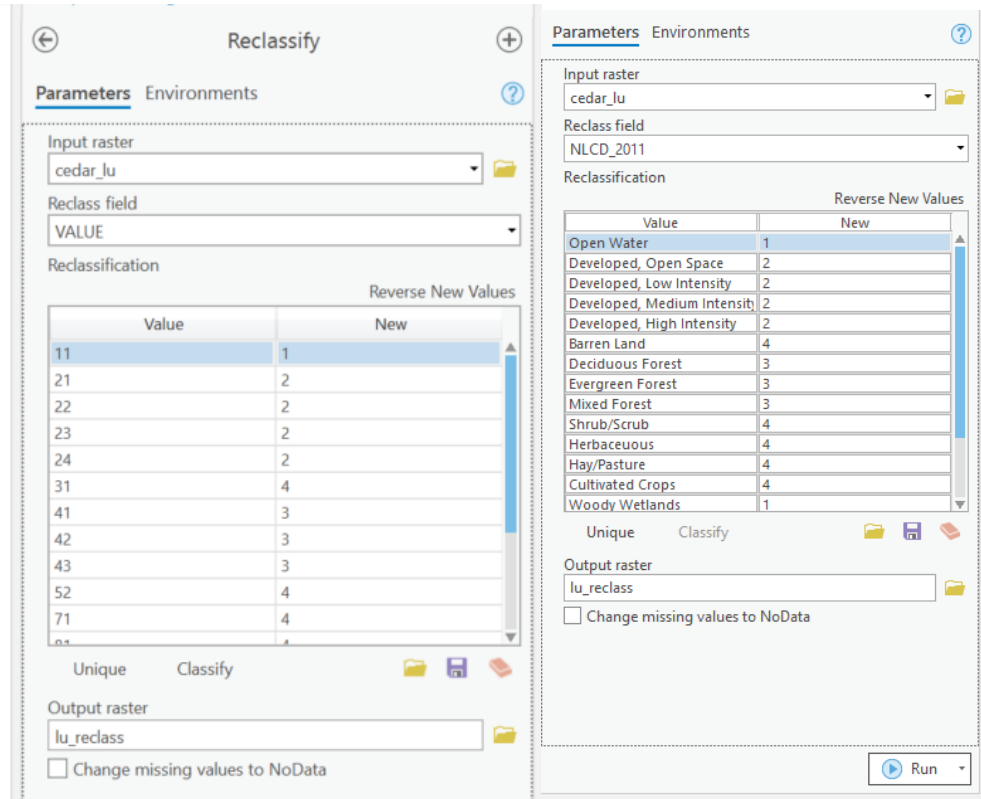 Reclassify
Parameters Environments
Input raster
cedar_lu
Reclass field
VALUE
Reclassification
Reverse New Values
Value New
11 1
21 2
22 2
23 2
24 2
31 4
41 3
42 3
43 3
52 4
71 4
Unique Classify
Output raster
lu_reclass
Change missing values to NoData
Parameters Environments
Input raster
cedar_lu
Reclass field
NLCD_2011
Reclassification
Reverse New Values
Value New
Open Water 1
Developed, Open Space 2
Developed, Low Intensity 2
Developed, Medium Intensity 2
Developed, High Intensity 2
Barren Land 4
Deciduous Forest 3
Evergreen Forest 3
Mixed Forest 3
Shrub/Scrub 4
Herbaceuous 4
Hay/Pasture 4
Cultivated Crops 4
Woody Wetlands 1
Unique Classify
Output raster
lu_reclass
Change missing values to NoData
Run